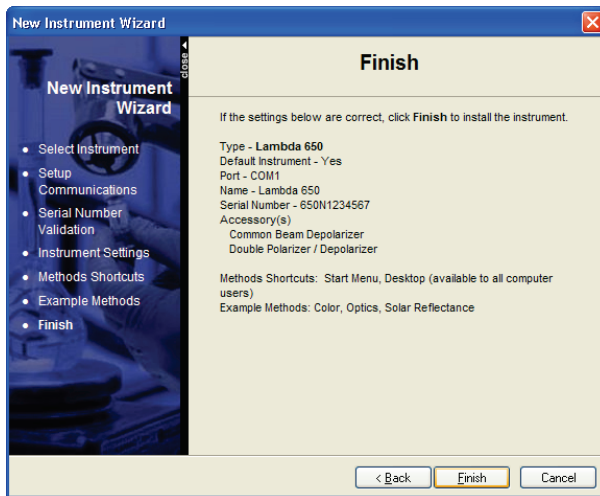 New Instrument Wizard
close
New Instrument
Wizard
Select Instrument
Setup
Communications
Serial Number
Validation
Instrument Settings
Methods Shortcuts
Example Methods
Finish
Finish
If the settings below are correct, click Finish to install the instrument.
Type - Lambda 650
Default Instrument - Yes
Port - COM1
Name - Lambda 650
Serial Number - 650N1234567
Accessory(s)
Common Beam Depolarizer
Double Polarizer / Depolarizer
Methods Shortcuts:  Start Menu, Desktop (available to all computer
users)
Example Methods: Color, Optics, Solar Reflectance
< Back
Finish
Cancel